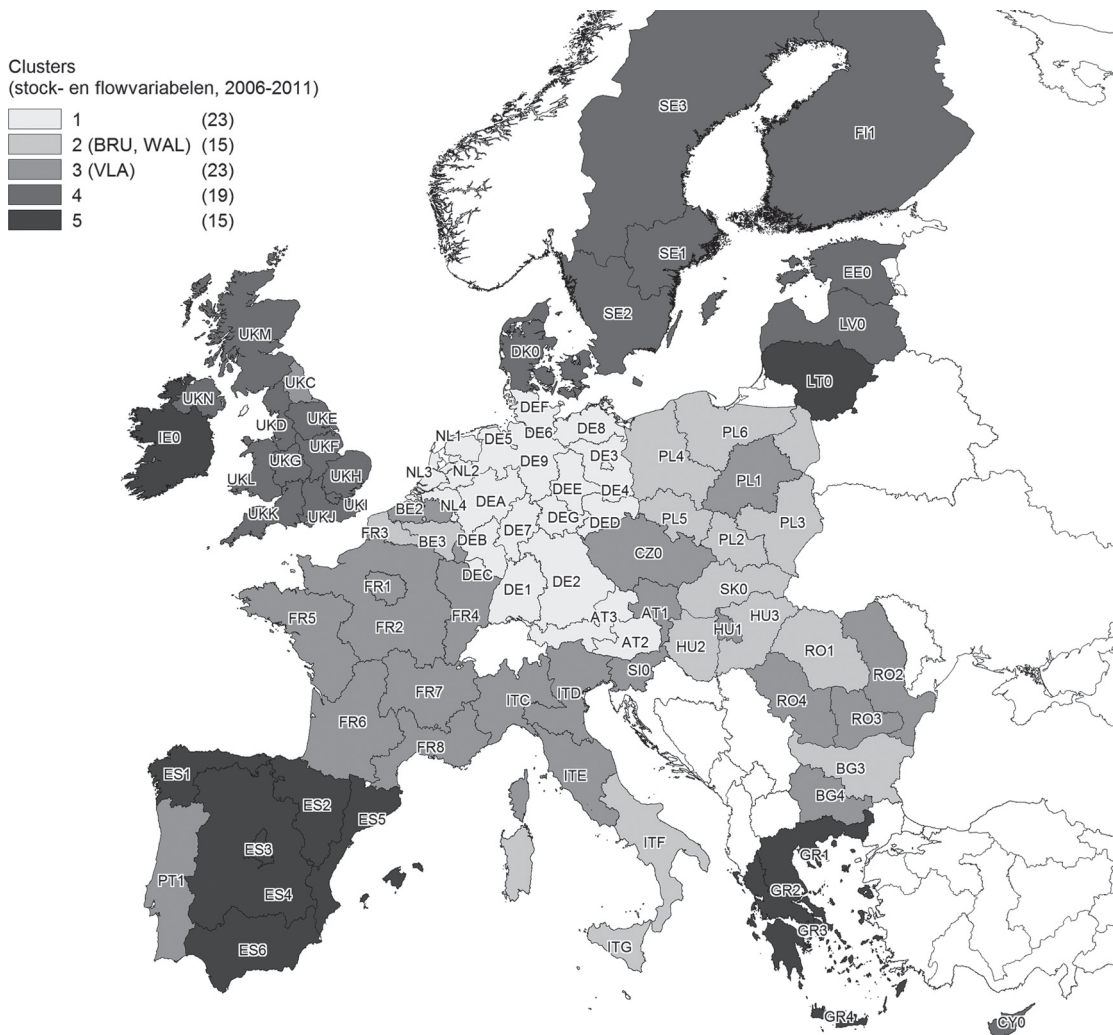 Clusters
(stock- en flowvariabelen, 2006-2011)
1 (23)
2 (BRU, WAL) (15)
3 (VLA) (23)
4 (19)
5 (15)
SE3
FI1
SE1
EE0
SE2
LV0
UKM
DK0
LT0
UKC
UKN
DEF
UKE
DE8
PL6
UKD
NL1
DE5
DE6
IE0
UKF
DE3
PL4
UKG
NL3
NL2
DE9
PL1
UKH
UKL
DEE
DE4
UKI
DEA
UKK
UKJ
BE2
NL4
DEG
DED
PL5
PL3
FR3
BE3
DEB
DE7
PL2
CZ0
DEC
FR1
DE1
DE2
SK0
FR5
FR4
AT3
AT1
HU3
FR2
HU1
AT2
HU2
RO1
SI0
RO2
FR7
ITC
ITD
RO4
FR6
RO3
FR8
ITE
BG3
ES1
BG4
ES2
ES5
ITF
ES3
GR1
PT1
GR2
ES4
GR3
ES6
ITG
GR4
CY0